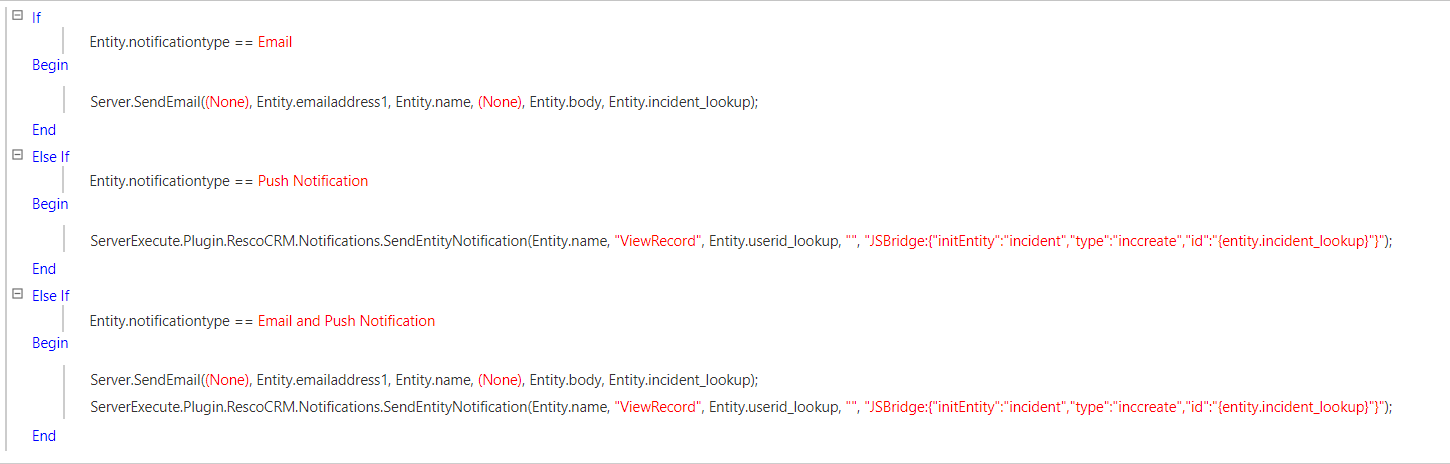 If
Entity.notificationtype == Email
Begin
Server.SendEmail((None), Entity.emailaddress1, Entity.name, (None), Entity.body, Entity.incident_lookup);
End
Else If
Entity.notificationtype == Push Notification
Begin
ServerExecute.Plugin.RescoCRM.Notifications.SendEntityNotification(Entity.name, "ViewRecord", Entity.userid_lookup, "", "JSBridge:{"initEntity":"incident","type":"inccreate","id":"{entity.incident_lookup}"}");
End
Else If
Entity.notificationtype == Email and Push Notification
Begin
Server.SendEmail((None), Entity.emailaddress1, Entity.name, (None), Entity.body, Entity.incident_lookup);
ServerExecute.Plugin.RescoCRM.Notifications.SendEntityNotification(Entity.name, "ViewRecord", Entity.userid_lookup, "", "JSBridge:{"initEntity":"incident","type":"inccreate","id":"{entity.incident_lookup}"}");
End